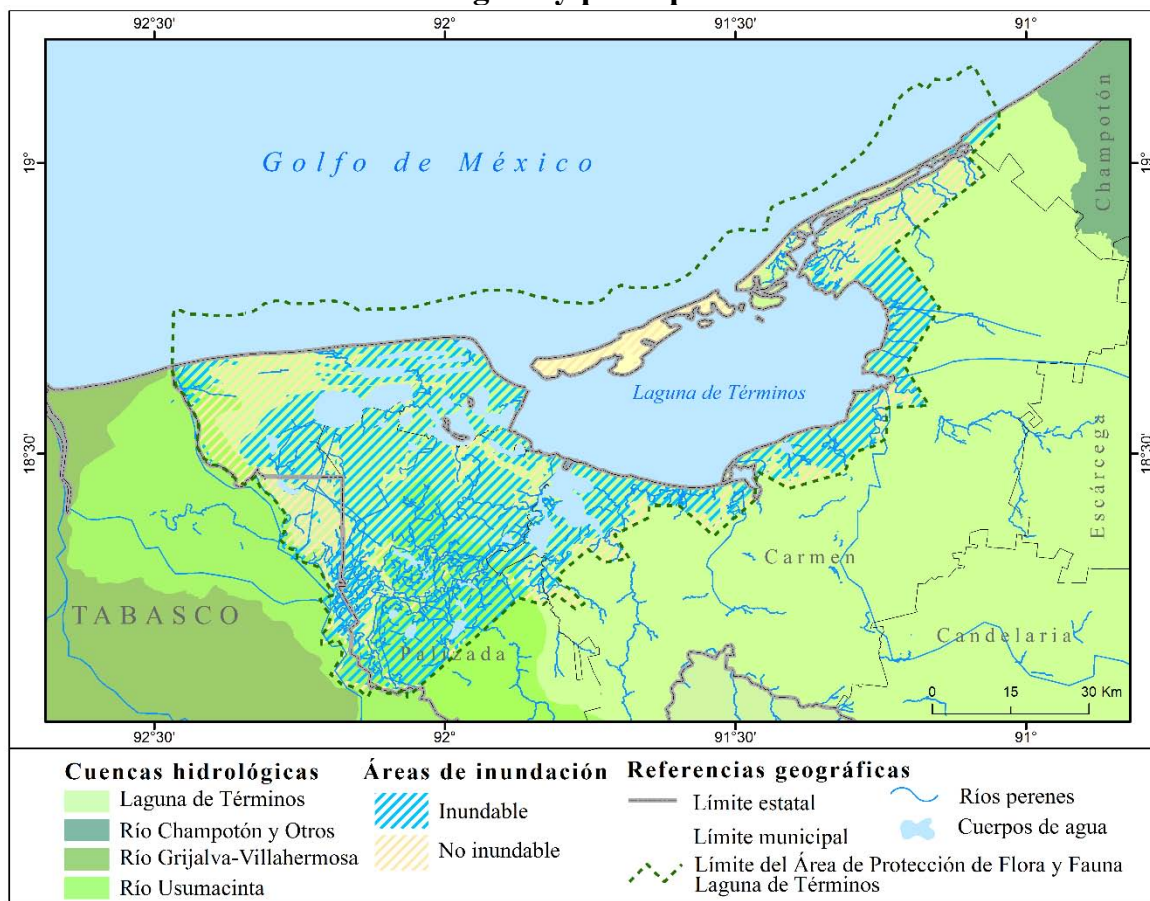 92°30'
92°
91°30'
91°
19°
19°
18°30'
18°30'
Golfo de México
Champotón
Laguna de Términos
Escárcega
Carmen
TABASCO
Palizada
Candelaria
0 15 30 Km
92°30'
92°
91°30'
91°
Cuencas hidrológicas
Laguna de Términos
Río Champotón y Otros
Río Grijalva-Villahermosa
Río Usumacinta
Áreas de inundación
Inundable
No inundable
Referencias geográficas
Límite estatal
Límite municipal
Límite del Área de Protección de Flora y Fauna
Laguna de Términos
Ríos perenes
Cuerpos de agua